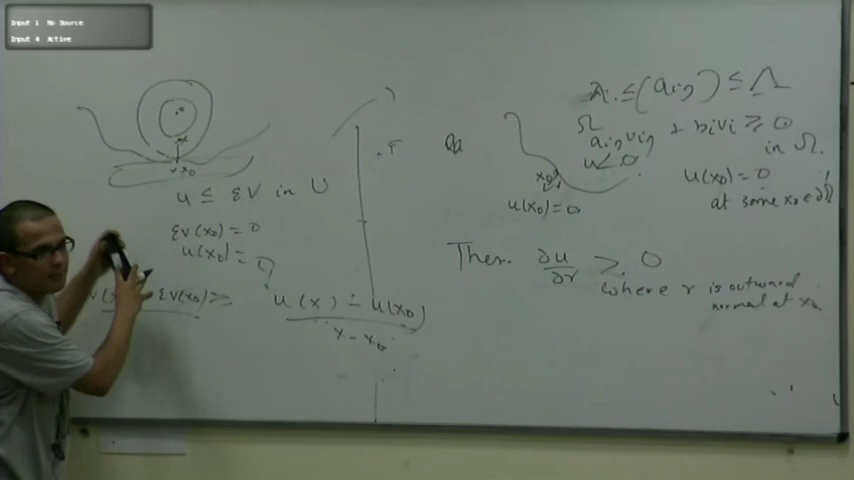 Input 1 No Source
Input 4 Active
x0
u ≤ εV in U
εv(x0) = 0
u(x0) =
εv(x0) ≥
u(x) - u(x0)
x - x0
λ ≤ (aij) ≤ Λ
Ω
aij vij + bi vi ≥ 0
in Ω.
u < 0
x0
u(x0) = 0
u(x0) = 0
at some x0 ∈ ∂Ω
Then ∂u/∂r ≥ 0
where r is outward
normal at x0